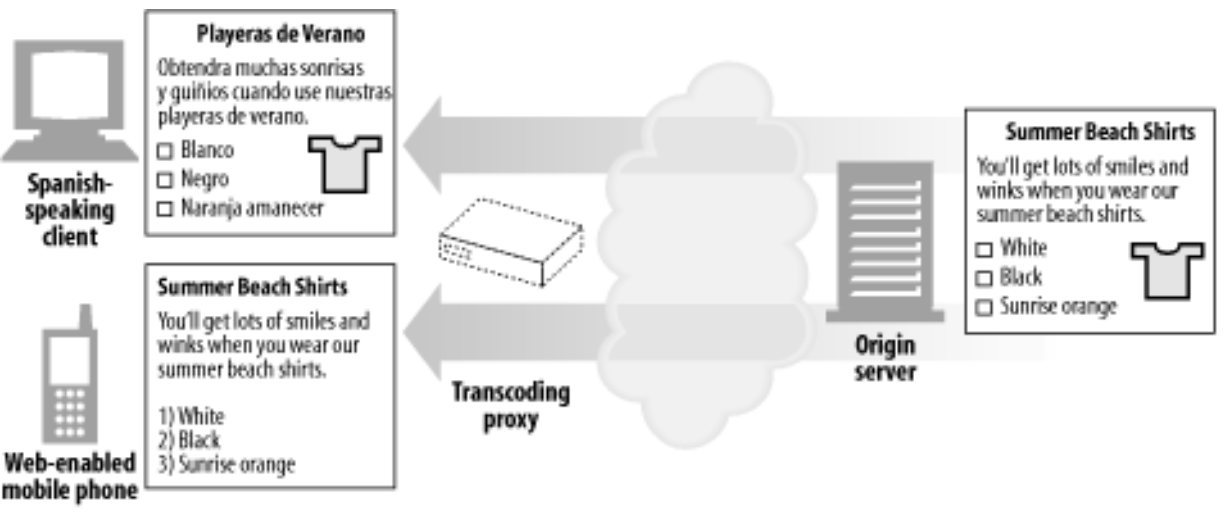 Playeras de Verano
Obtendra muchas sonrisas
y guiñios cuando use nuestras
playeras de verano.
Blanco
Negro
Naranja amanecer
Spanish-
speaking
client
Summer Beach Shirts
You'll get lots of smiles and
winks when you wear our
summer beach shirts.
1) White
2) Black
3) Sunrise orange
Web-enabled
mobile phone
Transcoding
proxy
Origin
server
Summer Beach Shirts
You'll get lots of smiles and
winks when you wear our
summer beach shirts.
White
Black
Sunrise orange